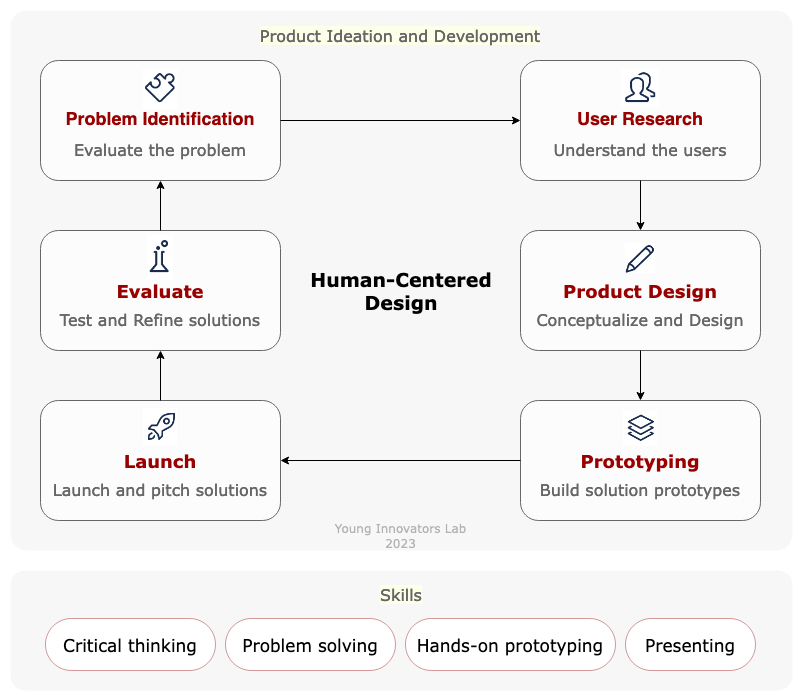 Product Ideation and Development
Problem Identification
Evaluate the problem
User Research
Understand the users
Evaluate
Test and Refine solutions
Human-Centered
Design
Product Design
Conceptualize and Design
Launch
Launch and pitch solutions
Prototyping
Build solution prototypes
Young Innovators Lab
2023
Skills
Critical thinking
Problem solving
Hands-on prototyping
Presenting